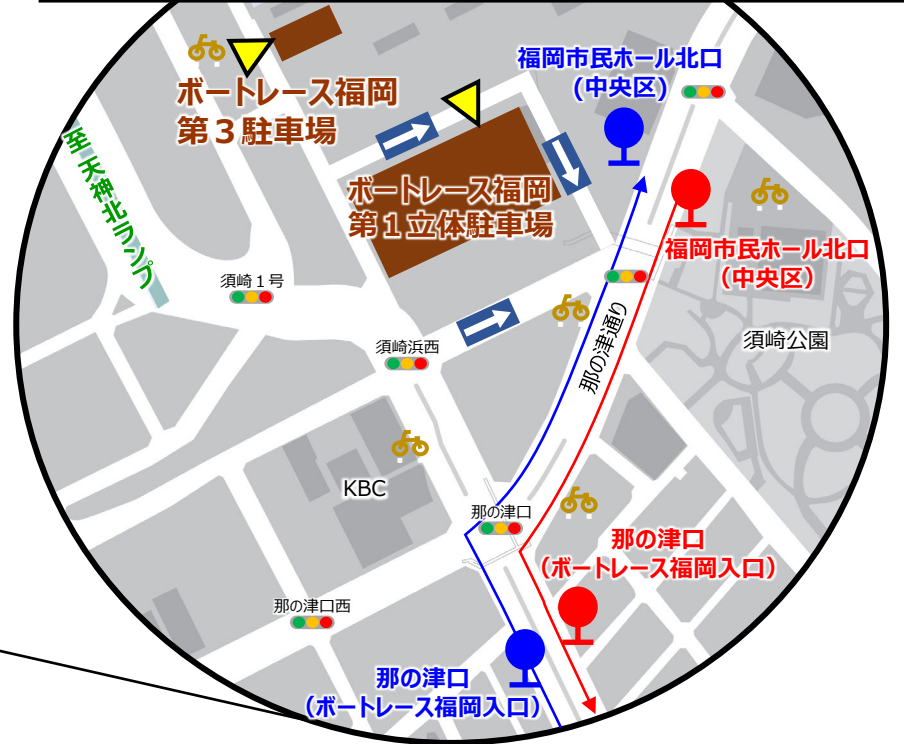 福岡市民ホール北口
(中央区)
ボートレース福岡
第３駐車場
至 天神北ランプ
ボートレース福岡
第１立体駐車場
福岡市民ホール北口
（中央区）
須崎１号
那の津通り
須崎公園
須崎浜西
KBC
那の津口
那の津口
（ボートレース福岡入口）
那の津口西
那の津口
（ボートレース福岡入口）